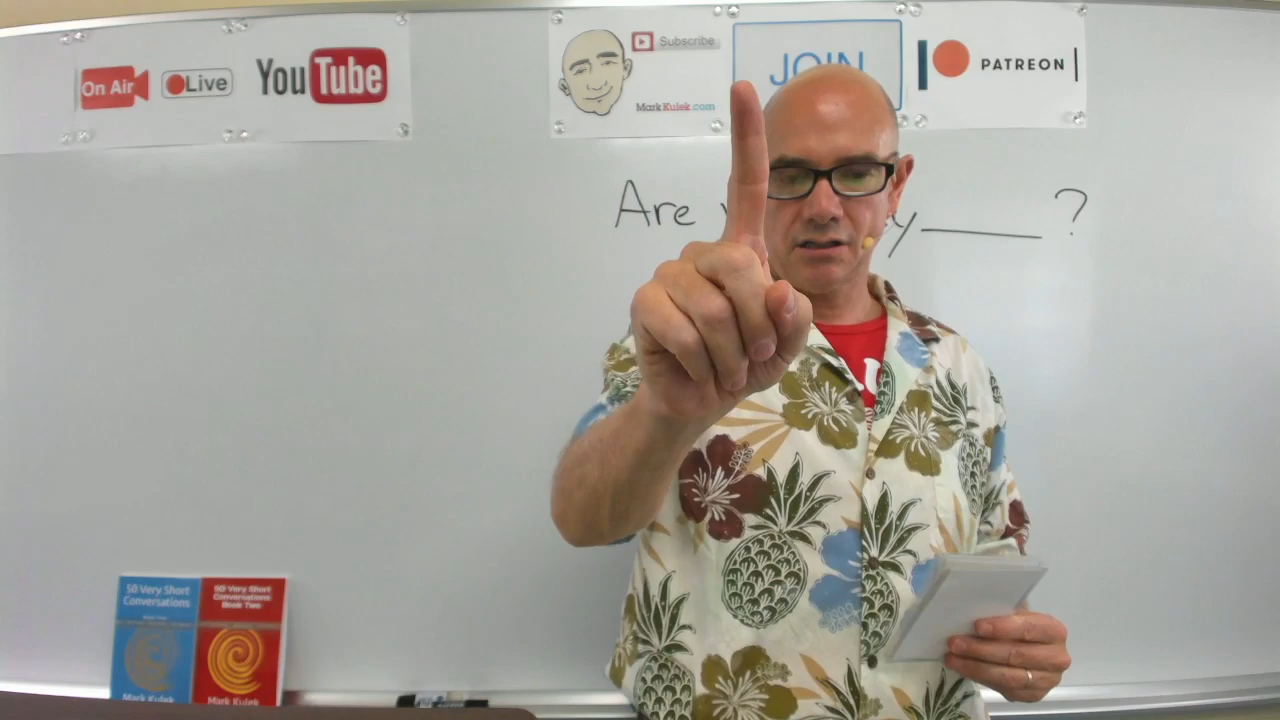 On Air
Live
YouTube
Subscribe
MarkKulek.com
JOIN
PATREON
Are y ?
50 Very Short
Conversations
Mark Kulek
50 Very Short
Conversations
Book Two
Mark Kulek